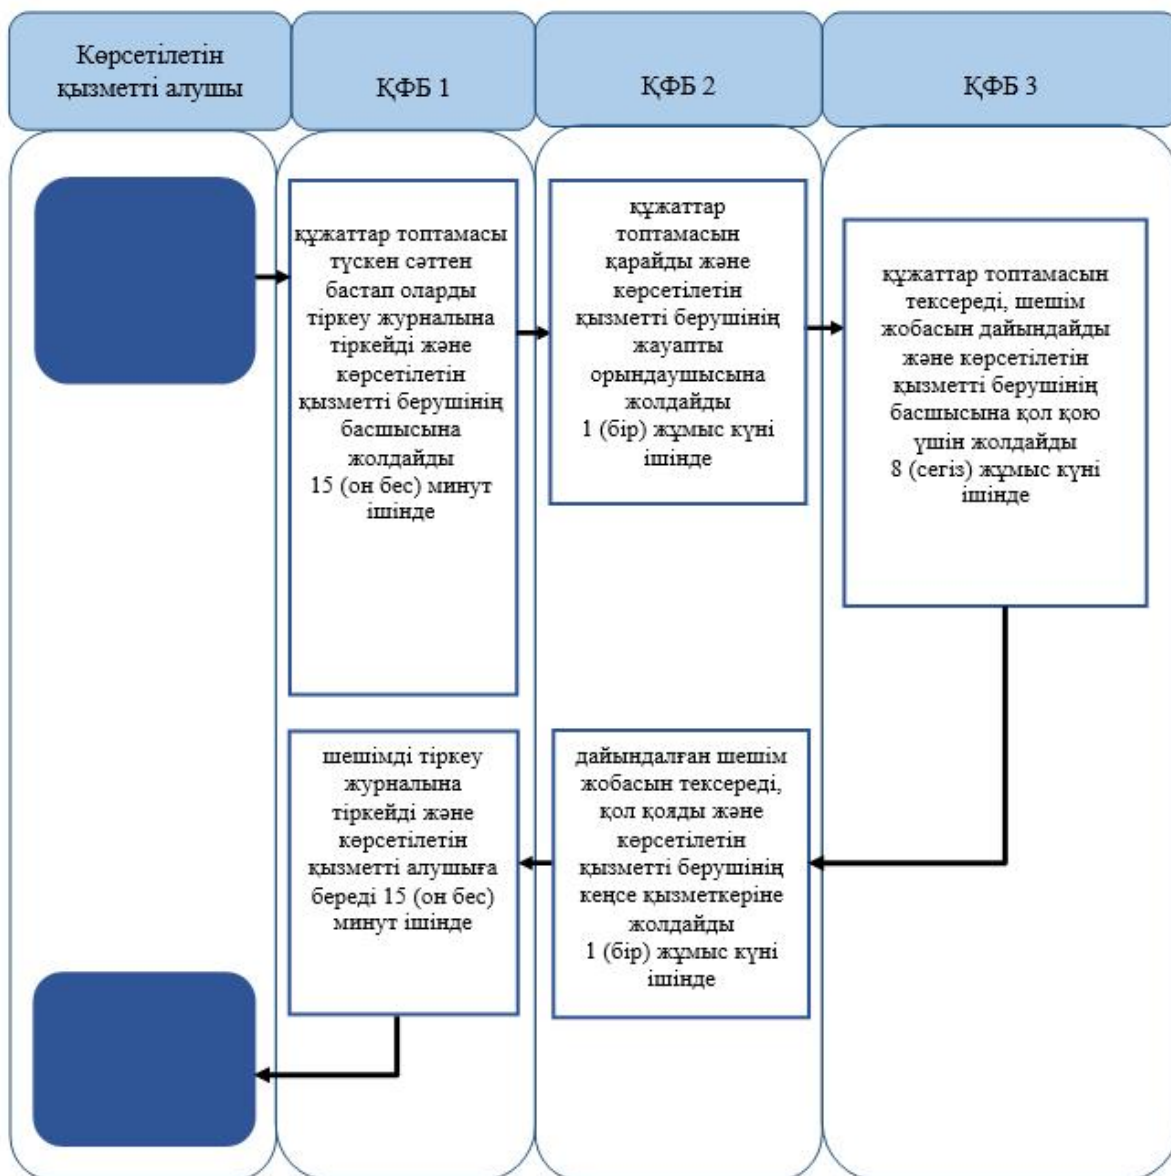 Көрсетілетін
қызметті алушы
ҚФБ 1
ҚФБ 2
ҚФБ 3
құжаттар топтамасы
түскен сәттен
бастап оларды
тіркеу журналына
тіркейді және
көрсетілетін
қызметті берушінің
басшысына
жолдайды
15 (он бес) минут
ішінде
құжаттар
топтамасын
қарайды және
көрсетілетін
қызметті берушінің
жауапты
орындаушысына
жолдайды
1 (бір) жұмыс күні
ішінде
құжаттар топтамасын
тексереді, шешім
жобасын дайындайды
және көрсетілетін
қызметті берушінің
басшысына қол қою
үшін жолдайды
8 (сегіз) жұмыс күні
ішінде
шешімді тіркеу
журналына
тіркейді және
көрсетілетін
қызметті алушыға
береді 15 (он бес)
минут ішінде
дайындалған шешім
жобасын тексереді,
қол қояды және
көрсетілетін
қызметті берушінің
кеңсе қызметкеріне
жолдайды
1 (бір) жұмыс күні
ішінде